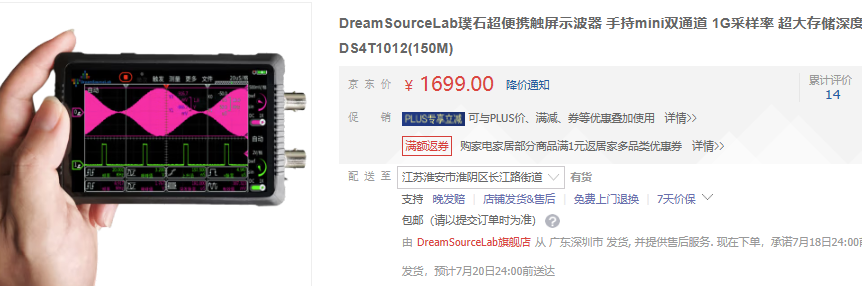 DreamSourceLab璞石超便携触屏示波器 手持mini双通道 1G采样率 超大存储深度
DS4T1012(150M)
京 东 价 ￥ 1699.00 降价通知 累计评价
14
促 销 PLUS专享立减 可与PLUS价、满减、券等优惠叠加使用 详情>>
满额返券 购家电家居部分商品满1元返居家多品类优惠券 详情>>
配 送 至 江苏淮安市淮阴区长江路街道 有货
支持 晚发赔 店铺发货&售后 免费上门退换 7天价保
包邮（请以提交订单时为准） ?
由 DreamSourceLab旗舰店 从 广东深圳市 发货, 并提供售后服务. 现在下单，承诺7月18日24:00前
发货，预计7月20日24:00前送达
触发 测量 更多 文件
自动
自动